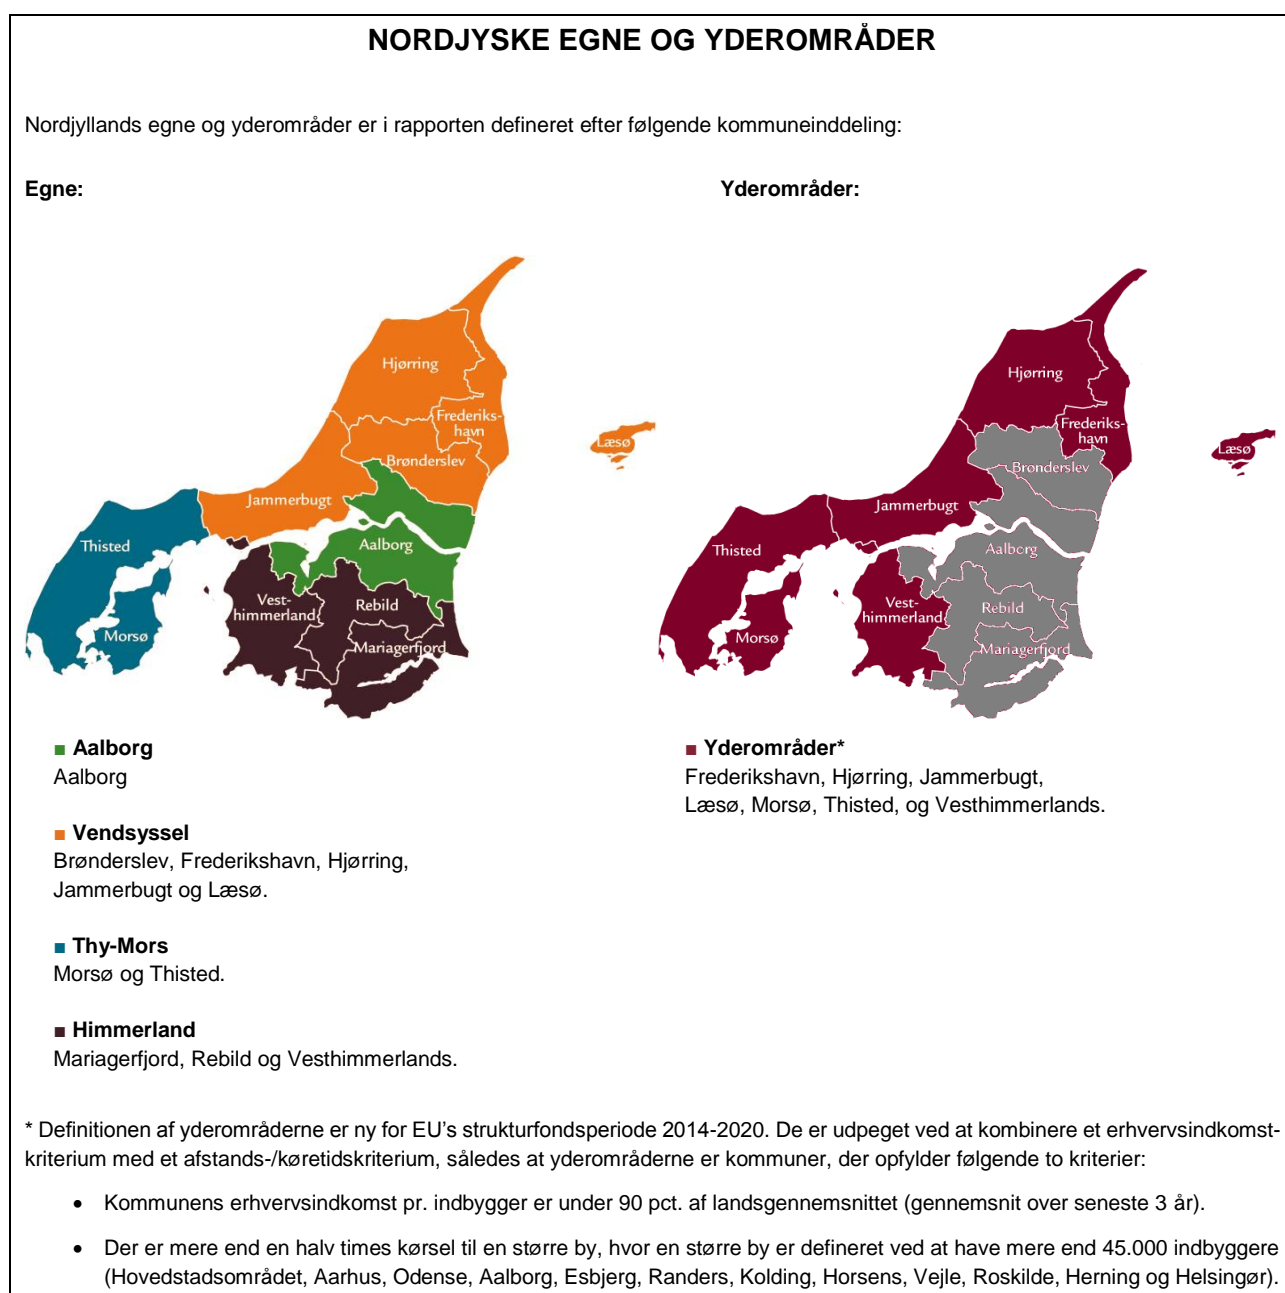 NORDJYSKE EGNE OG YDEROMRÅDER
Nordjyllands egne og yderområder er i rapporten defineret efter følgende kommuneinddeling:
Egne:
Hjørring
Frederiks-
havn
Læsø
Brønderslev
Jammerbugt
Thisted
Aalborg
Vest-
himmerland
Rebild
Morsø
Mariagerfjord
■ Aalborg
Aalborg
■ Vendsyssel
Brønderslev, Frederikshavn, Hjørring,
Jammerbugt og Læsø.
■ Thy-Mors
Morsø og Thisted.
■ Himmerland
Mariagerfjord, Rebild og Vesthimmerlands.
Yderområder:
Hjørring
Frederiks-
havn
Læsø
Brønderslev
Jammerbugt
Thisted
Aalborg
Vest-
himmerland
Rebild
Morsø
Mariagerfjord
■ Yderområder*
Frederikshavn, Hjørring, Jammerbugt,
Læsø, Morsø, Thisted, og Vesthimmerlands.
* Definitionen af yderområderne er ny for EU’s strukturfondsperiode 2014-2020. De er udpeget ved at kombinere et erhvervsindkomst-
kriterium med et afstands-/køretidskriterium, således at yderområderne er kommuner, der opfylder følgende to kriterier:
• Kommunens erhvervsindkomst pr. indbygger er under 90 pct. af landsgennemsnittet (gennemsnit over seneste 3 år).
• Der er mere end en halv times kørsel til en større by, hvor en større by er defineret ved at have mere end 45.000 indbyggere
(Hovedstadsområdet, Aarhus, Odense, Aalborg, Esbjerg, Randers, Kolding, Horsens, Vejle, Roskilde, Herning og Helsingør).